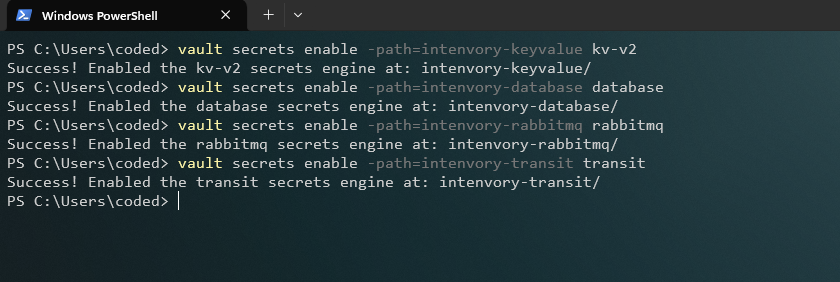 Windows PowerShell
PS C:\Users\coded> vault secrets enable -path=intenvory-keyvalue kv-v2
Success! Enabled the kv-v2 secrets engine at: intenvory-keyvalue/
PS C:\Users\coded> vault secrets enable -path=intenvory-database database
Success! Enabled the database secrets engine at: intenvory-database/
PS C:\Users\coded> vault secrets enable -path=intenvory-rabbitmq rabbitmq
Success! Enabled the rabbitmq secrets engine at: intenvory-rabbitmq/
PS C:\Users\coded> vault secrets enable -path=intenvory-transit transit
Success! Enabled the transit secrets engine at: intenvory-transit/
PS C:\Users\coded>